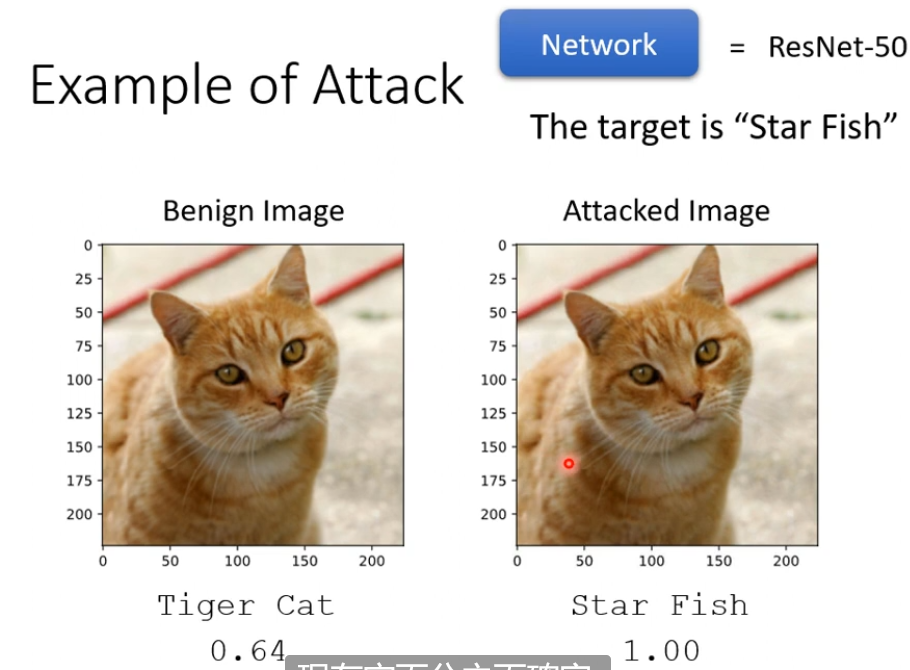 Network
= ResNet-50
Example of Attack
The target is “Star Fish”
Benign Image
Attacked Image
0
25
50
75
100
125
150
175
200
0 50 100 150 200
0
25
50
75
100
125
150
175
200
0 50 100 150 200
Tiger Cat
Star Fish
0.64
1.00